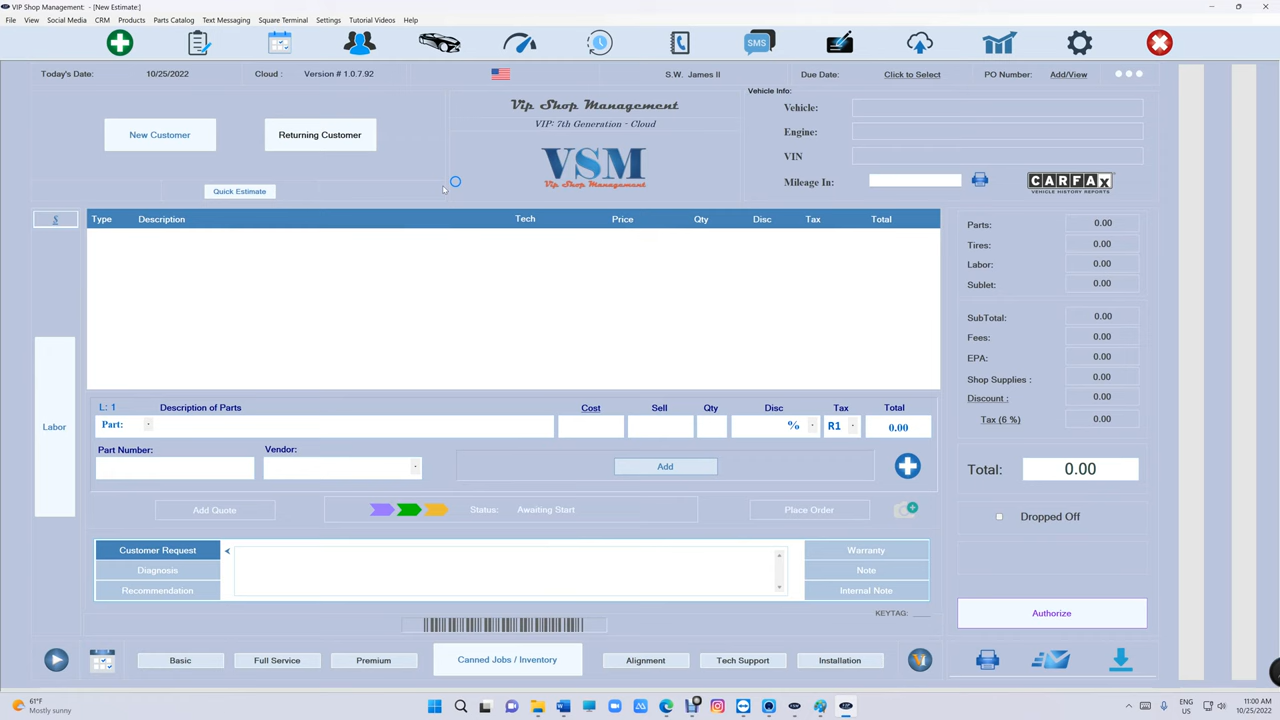 VIP Shop Management: - [New Estimate:]
File View Social Media CRM Products Parts Catalog Text Messaging Square Terminal Settings Tutorial Videos Help
SMS
Today's Date: 10/25/2022 Cloud : Version # 1.0.7.92 S.W. James II Due Date: Click to Select PO Number: Add/View
New Customer Returning Customer
Quick Estimate
Vip Shop Management
VIP: 7th Generation - Cloud
VSM
Vip Shop Management
Vehicle Info:
Vehicle:
Engine:
VIN
Mileage In:
CARFAX
VEHICLE HISTORY REPORTS
$ Type Description Tech Price Qty Disc Tax Total
Labor
L: 1 Description of Parts Cost Sell Qty Disc Tax Total
Part: % R1 0.00
Part Number: Vendor:
Add
Add Quote Status: Awaiting Start Place Order
Customer Request < Warranty
Diagnosis Note
Recommendation Internal Note
KEYTAG: ___
Parts: 0.00
Tires: 0.00
Labor: 0.00
Sublet: 0.00
SubTotal: 0.00
Fees: 0.00
EPA: 0.00
Shop Supplies : 0.00
Discount : 0.00
Tax (6 %) 0.00
Total: 0.00
Dropped Off
Authorize
Basic Full Service Premium Canned Jobs / Inventory Alignment Tech Support Installation
61°F
Mostly sunny
ENG
US
11:00 AM
10/25/2022